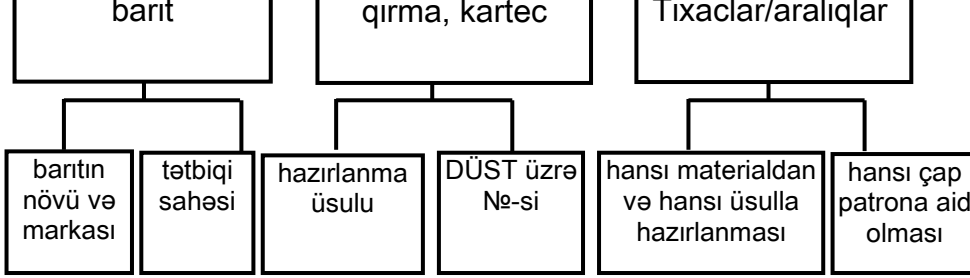 barıt
qırma, kartec
Tıxaclar/aralıqlar
barıtın
növü və
markası
tətbiqi
sahəsi
hazırlanma
üsulu
DÜST üzrə
№-si
hansı materialdan
və hansı üsulla
hazırlanması
hansı çap
patrona aid
olması